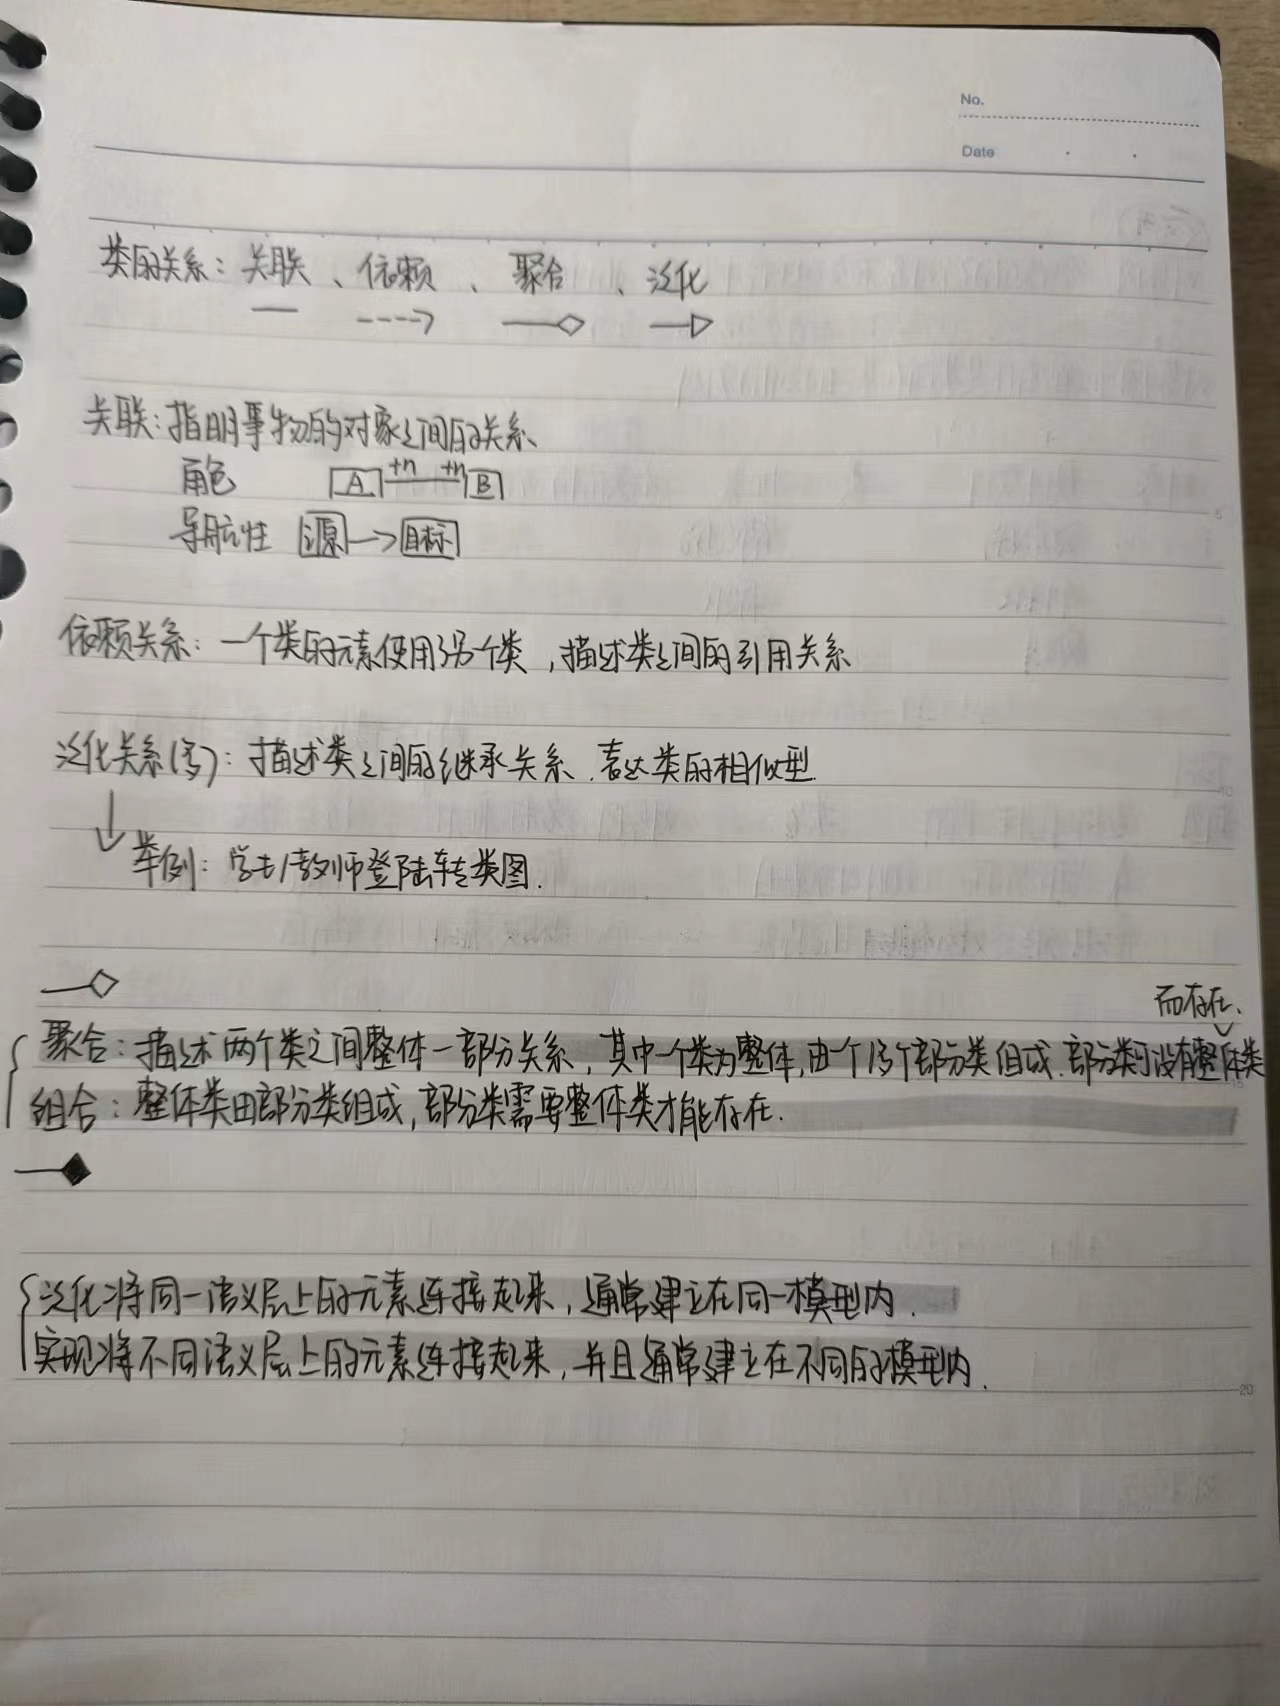 No.
Date
类的关系：关联、依赖、聚合、泛化
关联：指明事物的对象之间的关系
角色 A +n +n B
导航性 源 目标
依赖关系：一个类的元素使用另个类，描述类之间的引用关系
泛化关系(多)：描述类之间的继承关系.表达类的相似型.
举例：学生/教师登陆转类图.
而存在.
聚合：描述两个类之间整体一部分关系，其中一个类为整体,由一个/多个部分类组成.部分类可没有整体类
组合：整体类由部分类组成,部分类需要整体类才能存在.
泛化将同一语义层上的元素连接起来，通常建立在同一模型内.
实现将不同语义层上的元素连接起来，并且通常建立在不同的模型内.
20